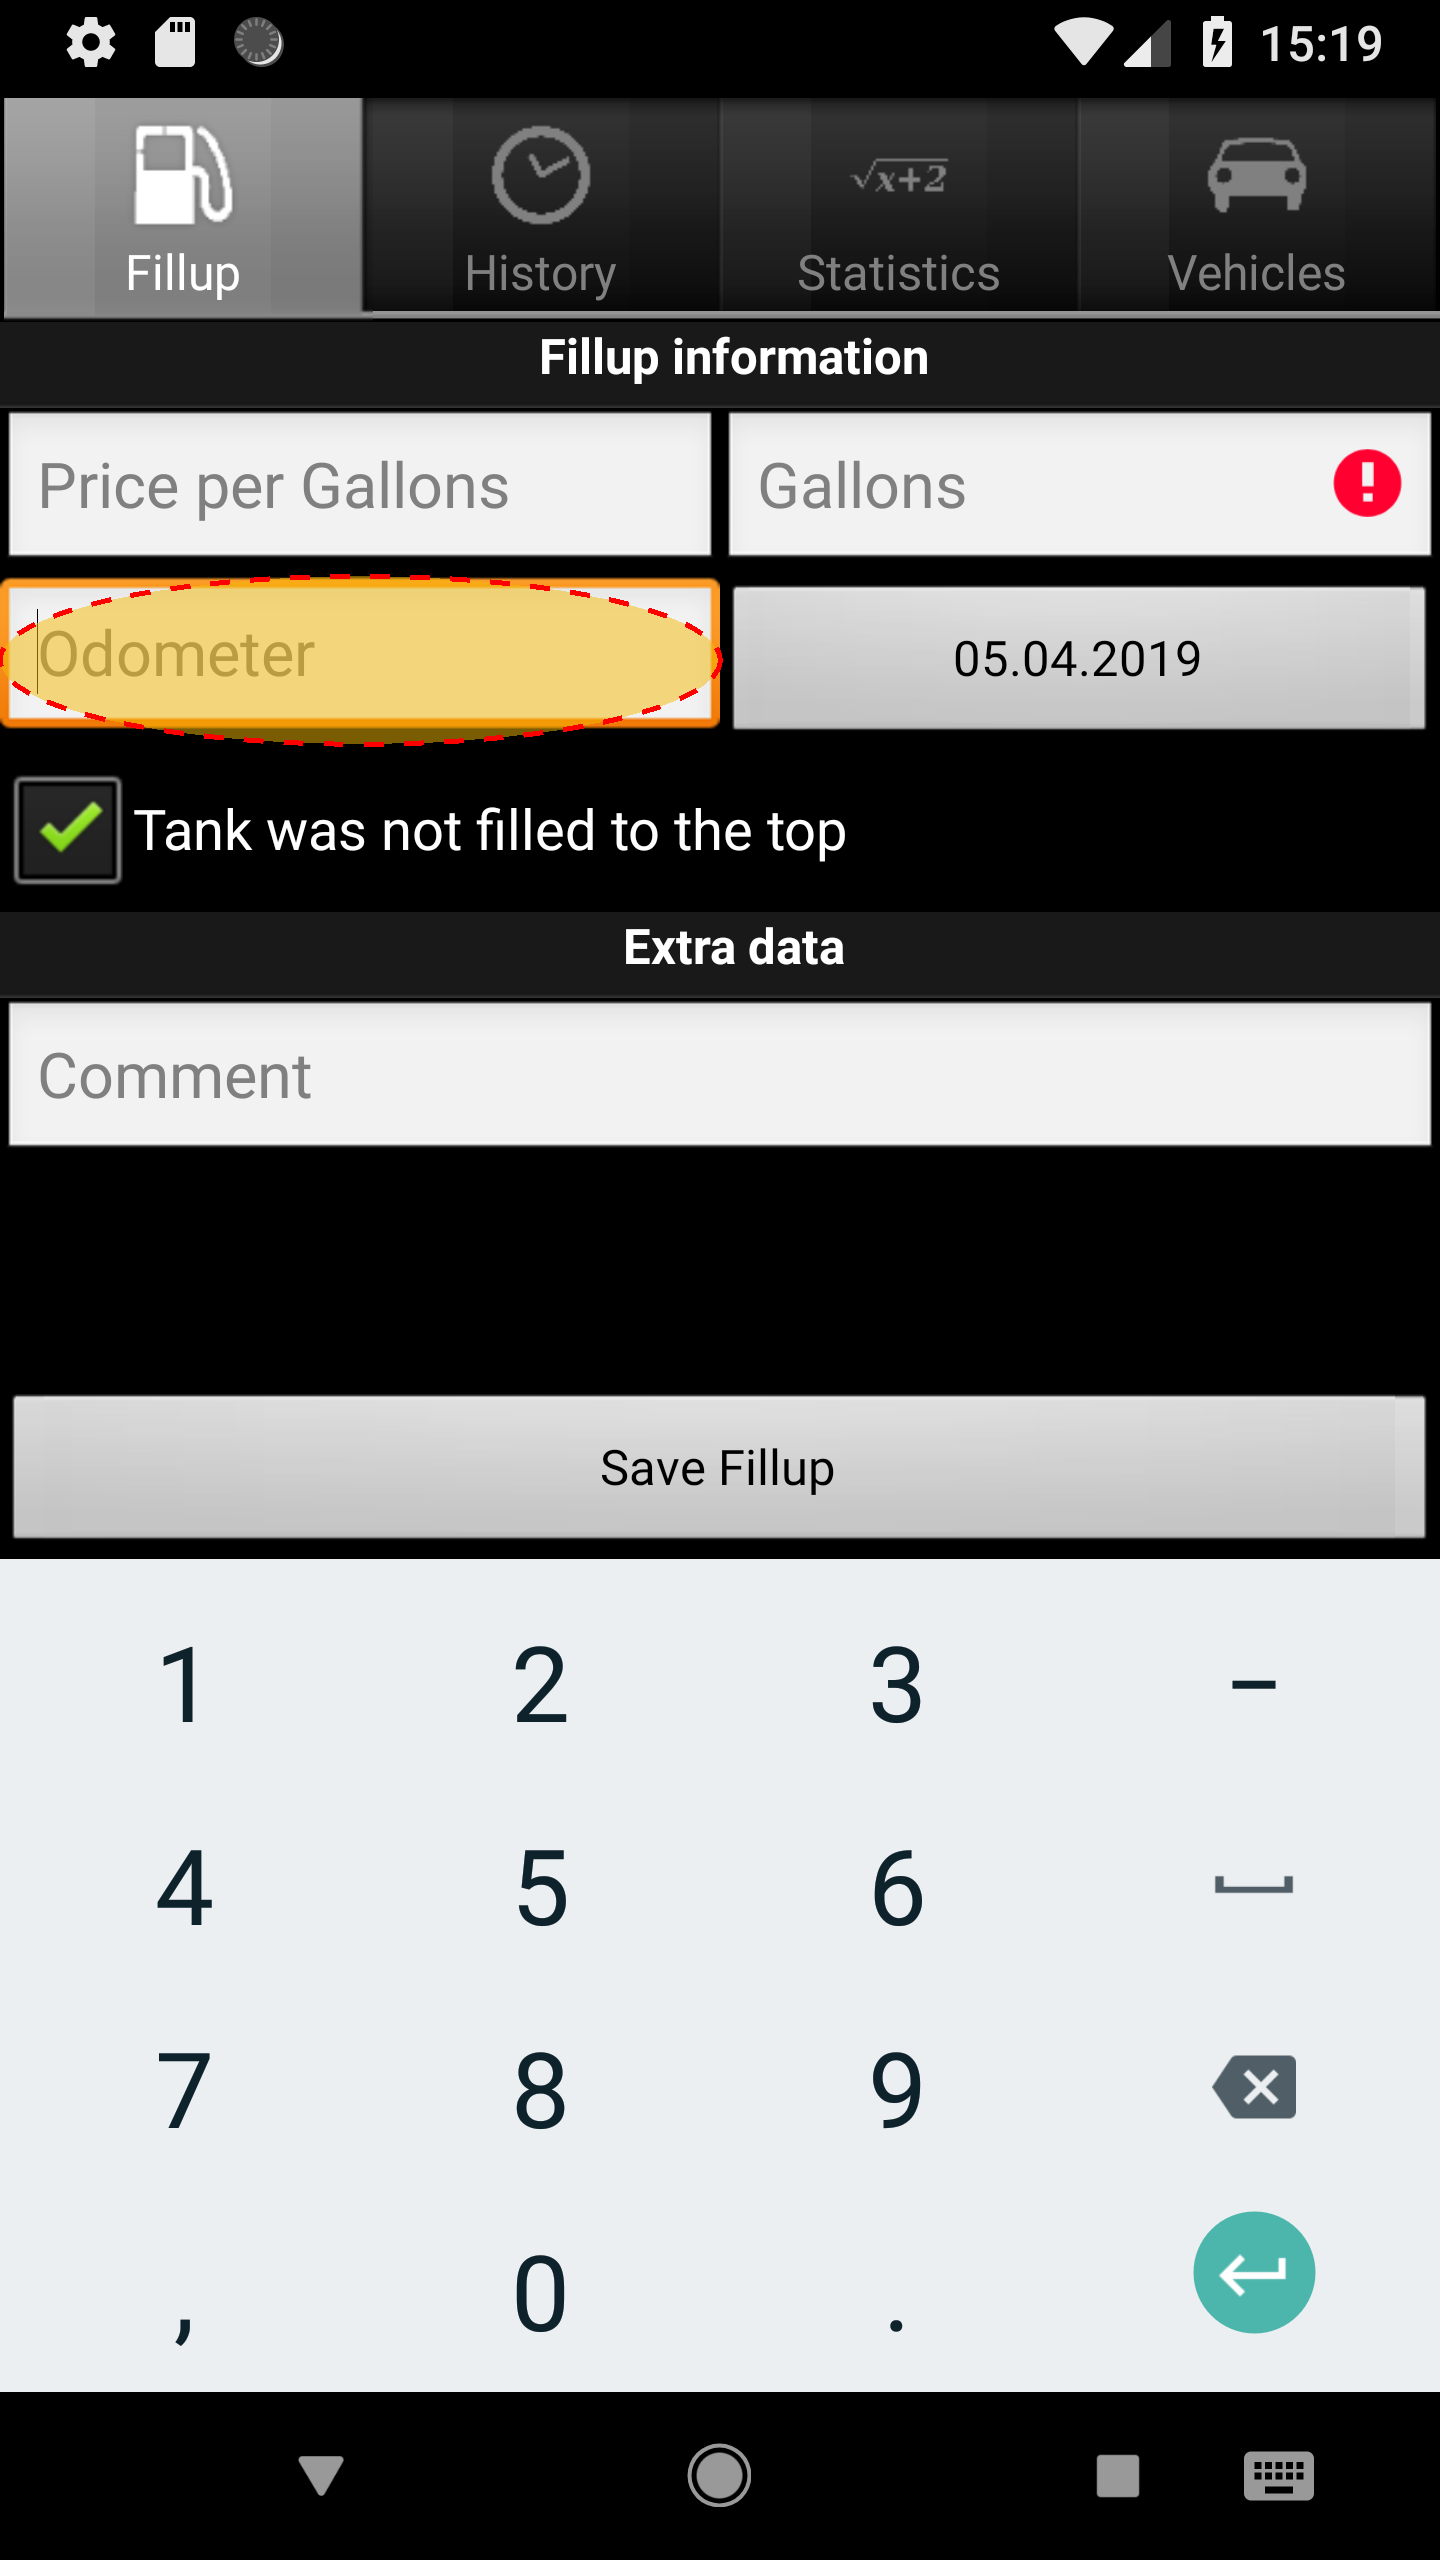 15:19
Fillup
History
√x+2
Statistics
Vehicles
Fillup information
Price per Gallons
Gallons
Odometer
05.04.2019
Tank was not filled to the top
Extra data
Comment
Save Fillup
1 2 3 –
4 5 6
7 8 9
, 0 .